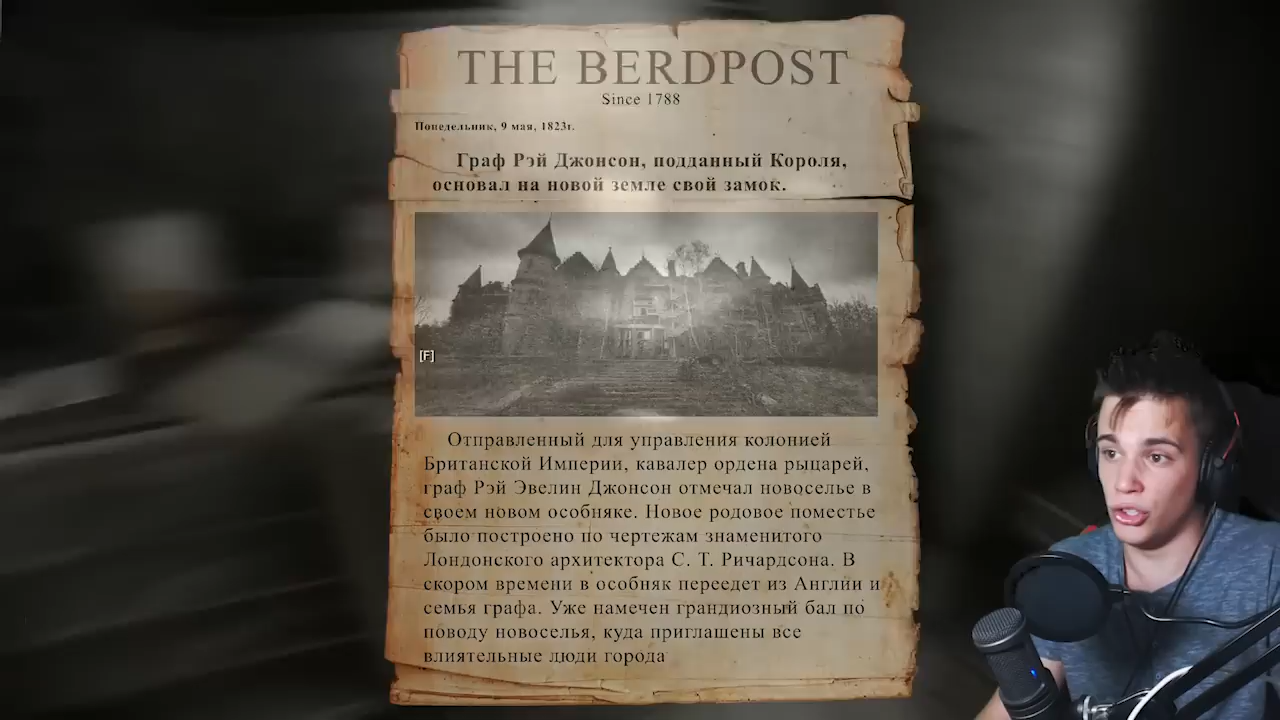 THE BERDPOST
Since 1788
Понедельник, 9 мая, 1823г.
Граф Рэй Джонсон, подданный Короля,
основал на новой земле свой замок.
[F]
Отправленный для управления колонией
Британской Империи, кавалер ордена рыцарей,
граф Рэй Эвелин Джонсон отмечал новоселье в
своем новом особняке. Новое родовое поместье
было построено по чертежам знаменитого
Лондонского архитектора С. Т. Ричардсона. В
скором времени в особняк переедет из Англии и
семья графа. Уже намечен грандиозный бал по
поводу новоселья, куда приглашены все
влиятельные люди города